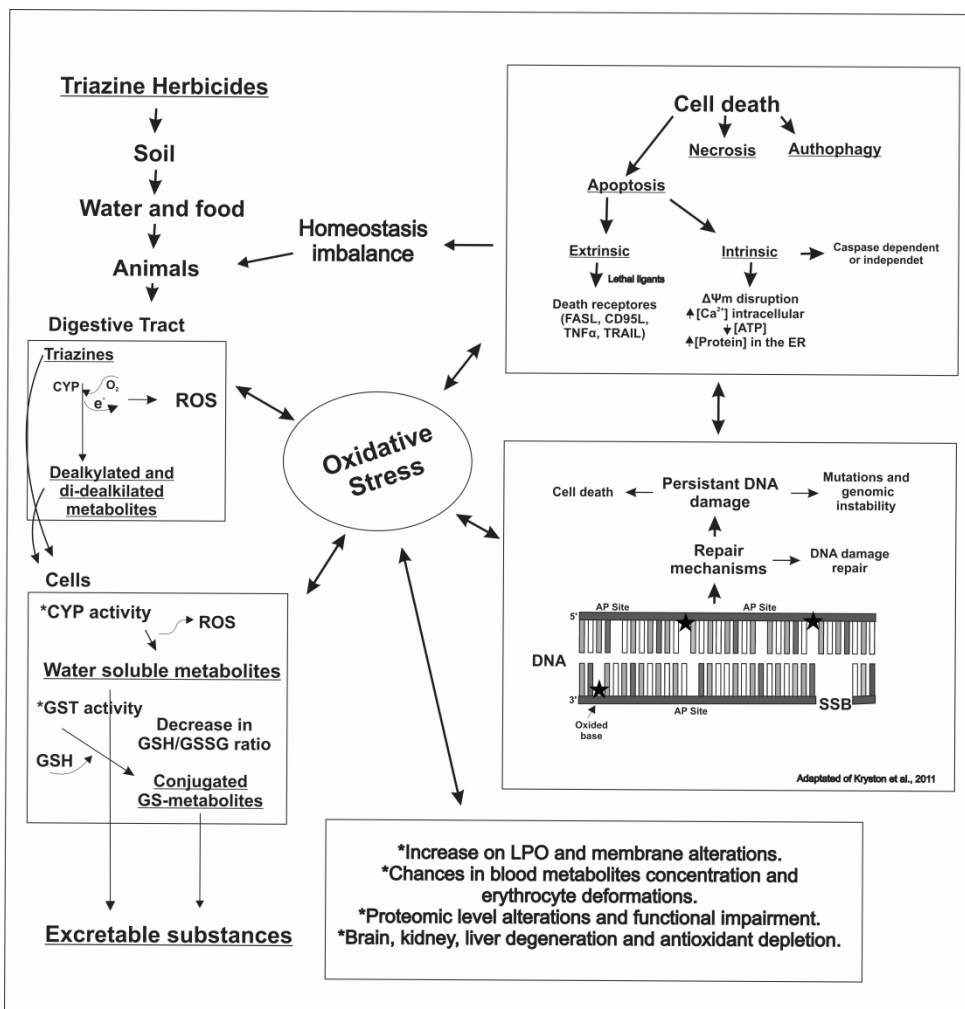 Triazine Herbicides
Soil
Water and food
Animals
Homeostasis
imbalance
Digestive Tract
Triazines
CYP
O₂
e⁻
ROS
Dealkylated and
di-dealkilated
metabolites
Cells
*CYP activity
ROS
Water soluble metabolites
*GST activity
Decrease in
GSH/GSSG ratio
GSH
Conjugated
GS-metabolites
Excretable substances
Oxidative
Stress
Cell death
Necrosis
Authophagy
Apoptosis
Extrinsic
Intrinsic
Caspase dependent
or independet
Lethal ligants
Death receptores
(FASL, CD95L,
TNFα, TRAIL)
ΔΨm disruption
[Ca²⁺] intracellular
[ATP]
[Protein] in the ER
Cell death
Persistant DNA
damage
Mutations and
genomic
instability
Repair
mechanisms
DNA damage
repair
5'
AP Site
AP Site
DNA
3'
AP Site
SSB
Oxided
base
Adaptated of Kryston et al., 2011
*Increase on LPO and membrane alterations.
*Chances in blood metabolites concentration and
erythrocyte deformations.
*Proteomic level alterations and functional impairment.
*Brain, kidney, liver degeneration and antioxidant depletion.